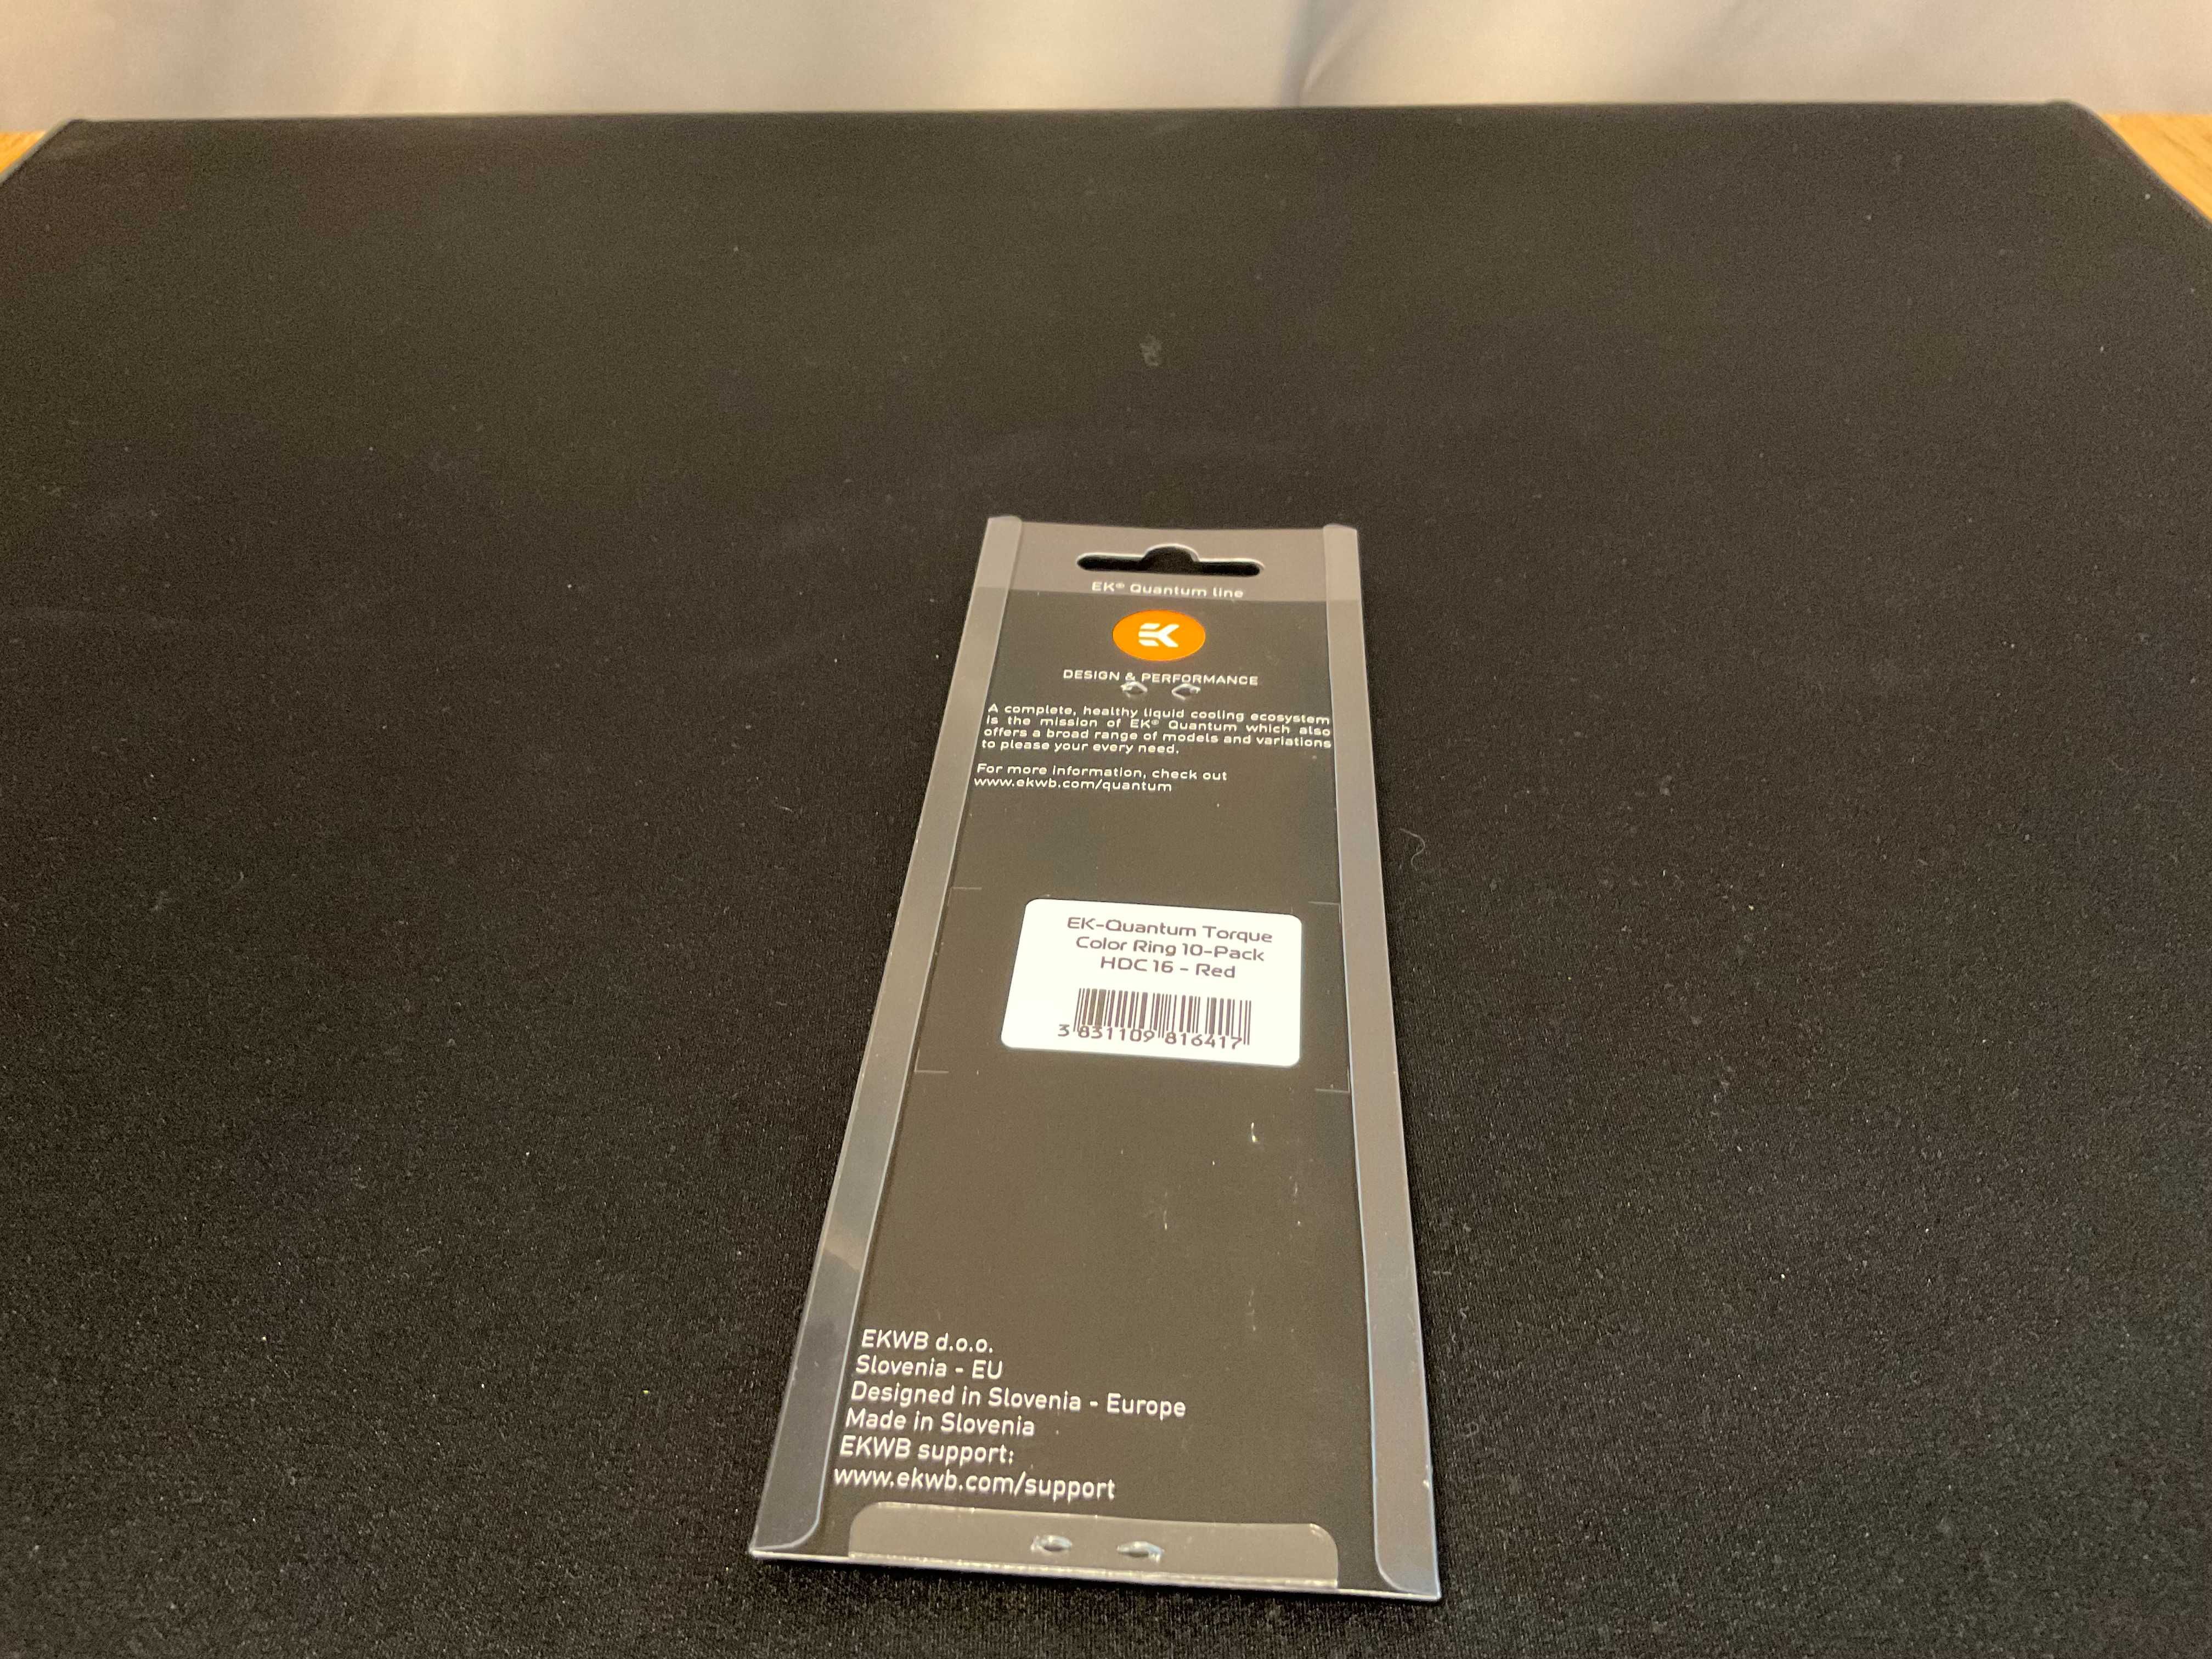 EK® Quantum line
EK
DESIGN & PERFORMANCE
A complete, healthy liquid cooling ecosystem
is the mission of EK® Quantum which also
offers a broad range of models and variations
to please your every need.
For more information, check out
www.ekwb.com/quantum
EK-Quantum Torque
Color Ring 10-Pack
HDC 16 - Red
3 831109 816417
EKWB d.o.o.
Slovenia - EU
Designed in Slovenia - Europe
Made in Slovenia
EKWB support:
www.ekwb.com/support